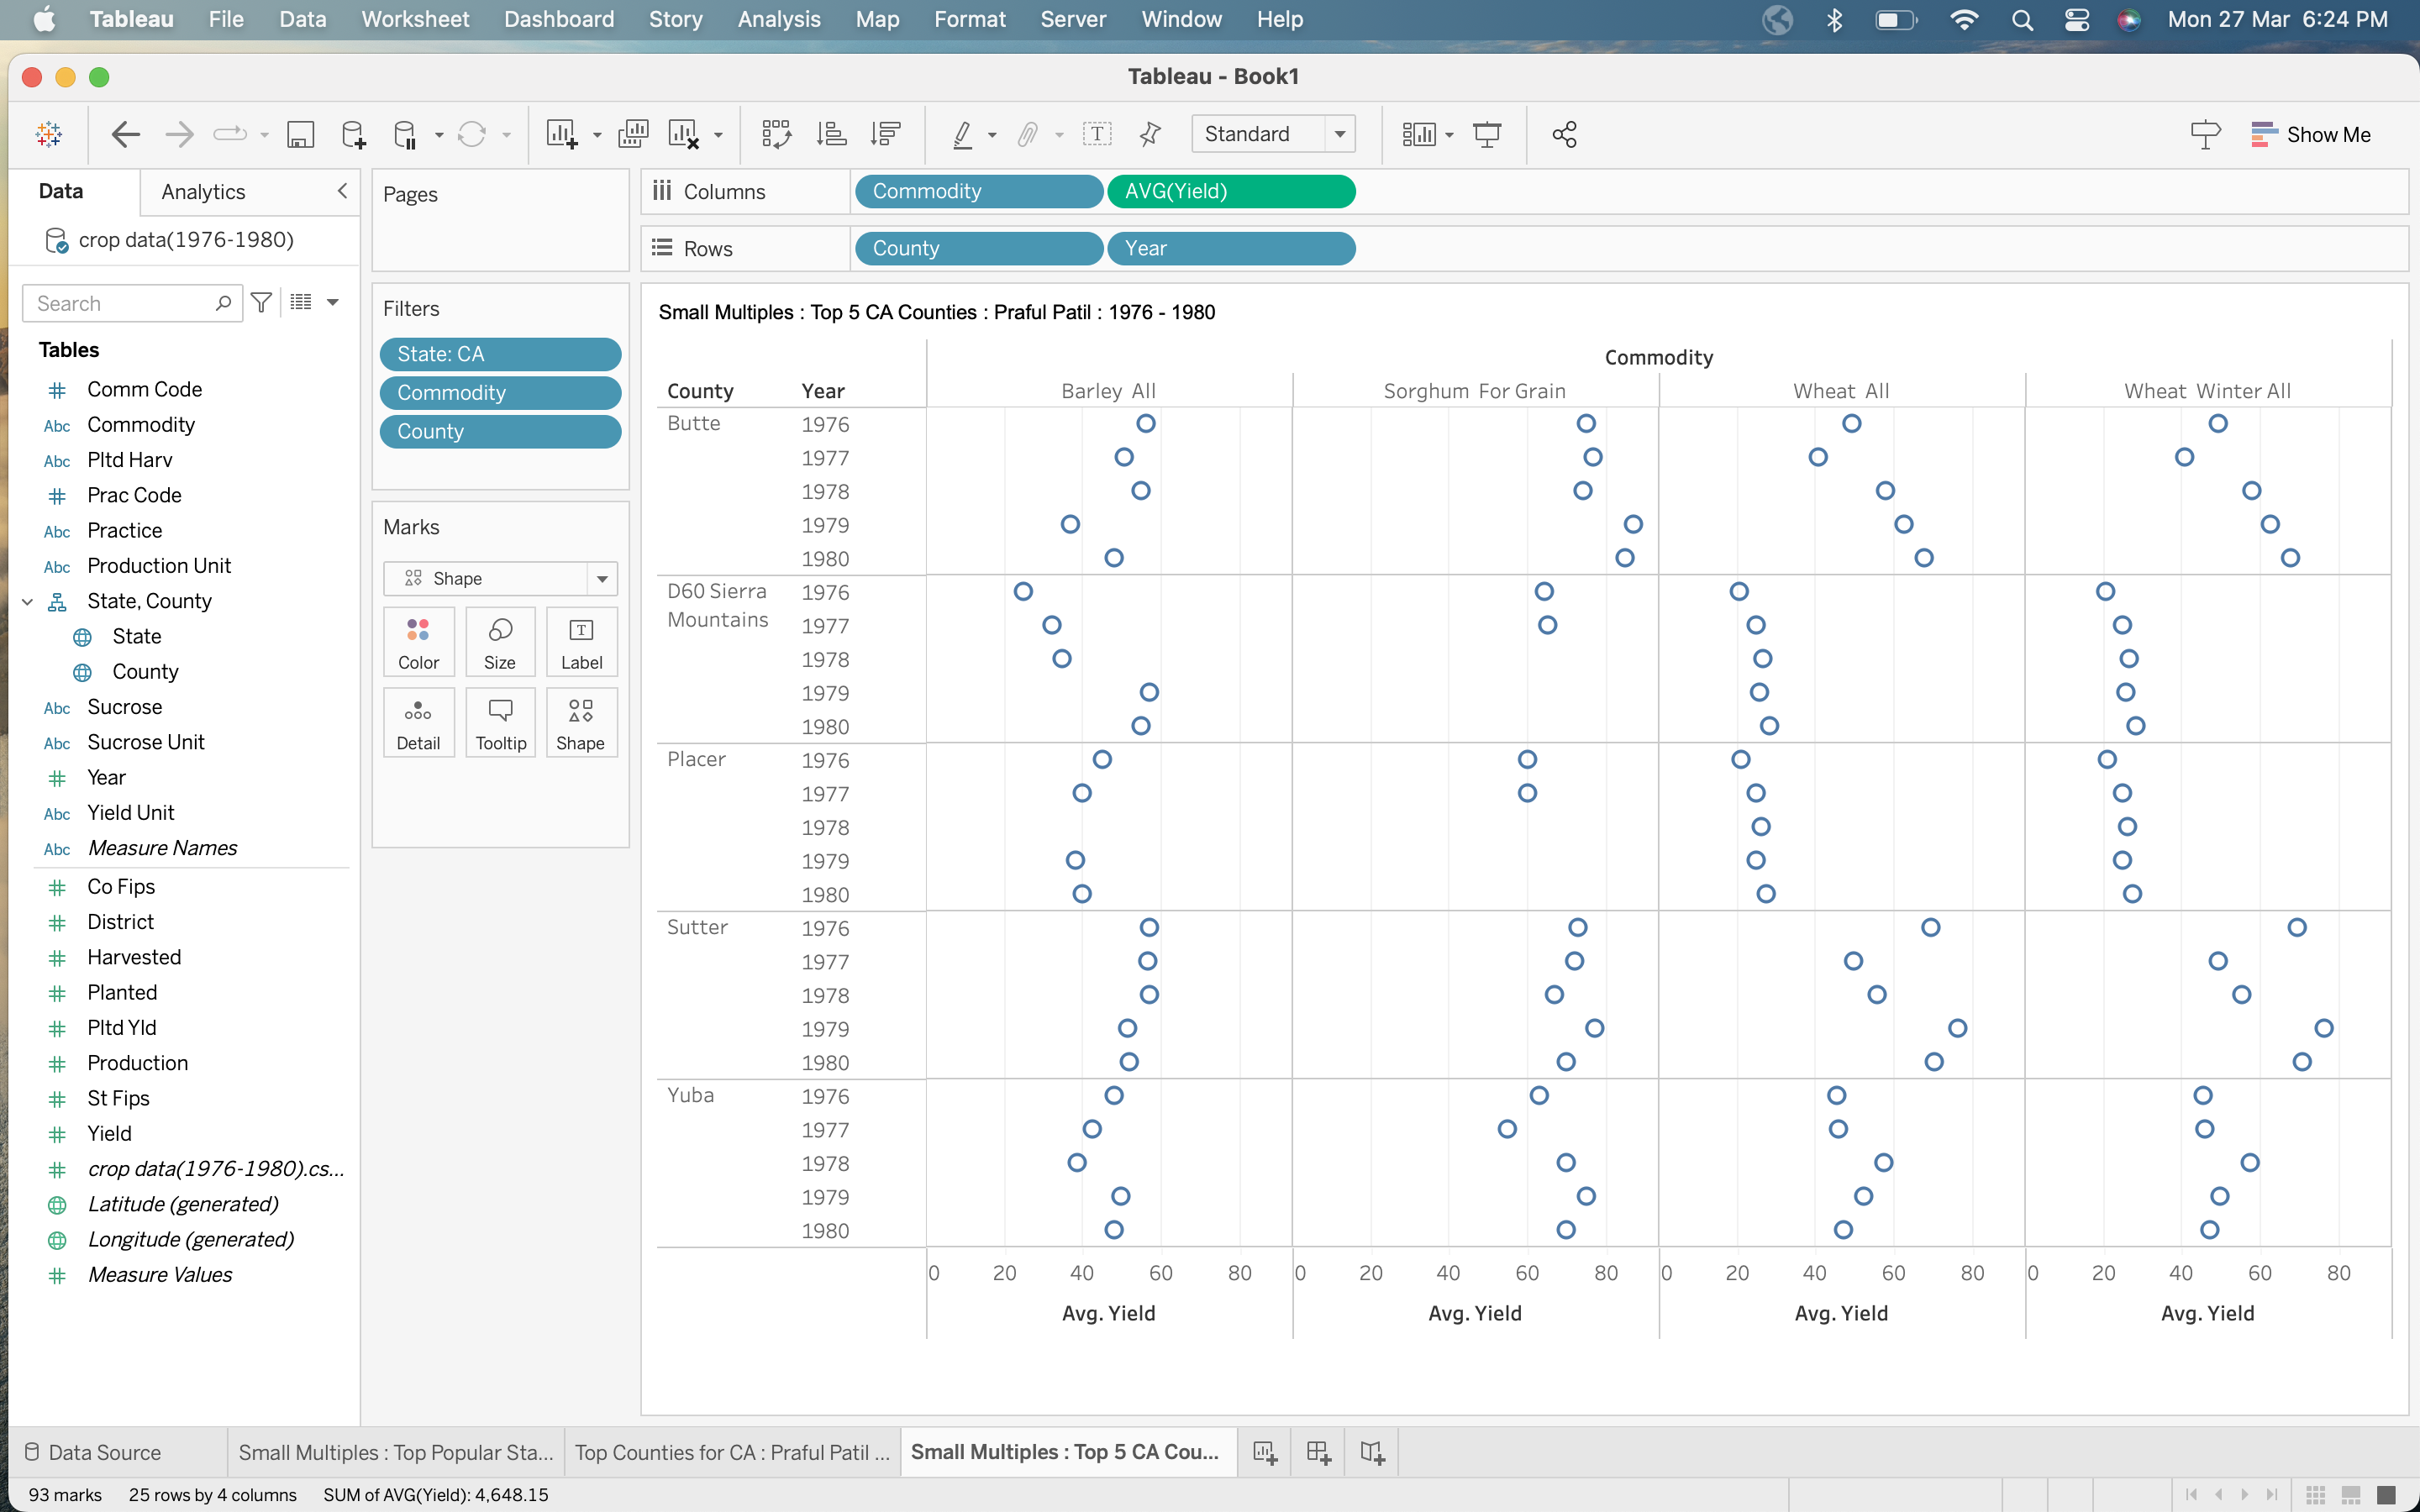 Tableau File Data Worksheet Dashboard Story Analysis Map Format Server Window Help Mon 27 Mar 6:24 PM
Tableau - Book1
Standard Show Me
Data Analytics
crop data(1976-1980)
Search
Tables
Comm Code
Abc Commodity
Abc Pltd Harv
Prac Code
Abc Practice
Abc Production Unit
State, County
State
County
Abc Sucrose
Abc Sucrose Unit
Year
Abc Yield Unit
Abc Measure Names
Co Fips
District
Harvested
Planted
Pltd Yld
Production
St Fips
Yield
crop data(1976-1980).cs...
Latitude (generated)
Longitude (generated)
Measure Values
Pages
Filters
State: CA
Commodity
County
Marks
Shape
Color Size Label
Detail Tooltip Shape
Columns Commodity AVG(Yield)
Rows County Year
Small Multiples : Top 5 CA Counties : Praful Patil : 1976 - 1980
Commodity
County Year Barley All Sorghum For Grain Wheat All Wheat Winter All
Butte 1976
1977
1978
1979
1980
D60 Sierra 1976
Mountains 1977
1978
1979
1980
Placer 1976
1977
1978
1979
1980
Sutter 1976
1977
1978
1979
1980
Yuba 1976
1977
1978
1979
1980
0 20 40 60 80 0 20 40 60 80 0 20 40 60 80 0 20 40 60 80
Avg. Yield Avg. Yield Avg. Yield Avg. Yield
Data Source Small Multiples : Top Popular Sta... Top Counties for CA : Praful Patil ... Small Multiples : Top 5 CA Cou...
93 marks 25 rows by 4 columns SUM of AVG(Yield): 4,648.15